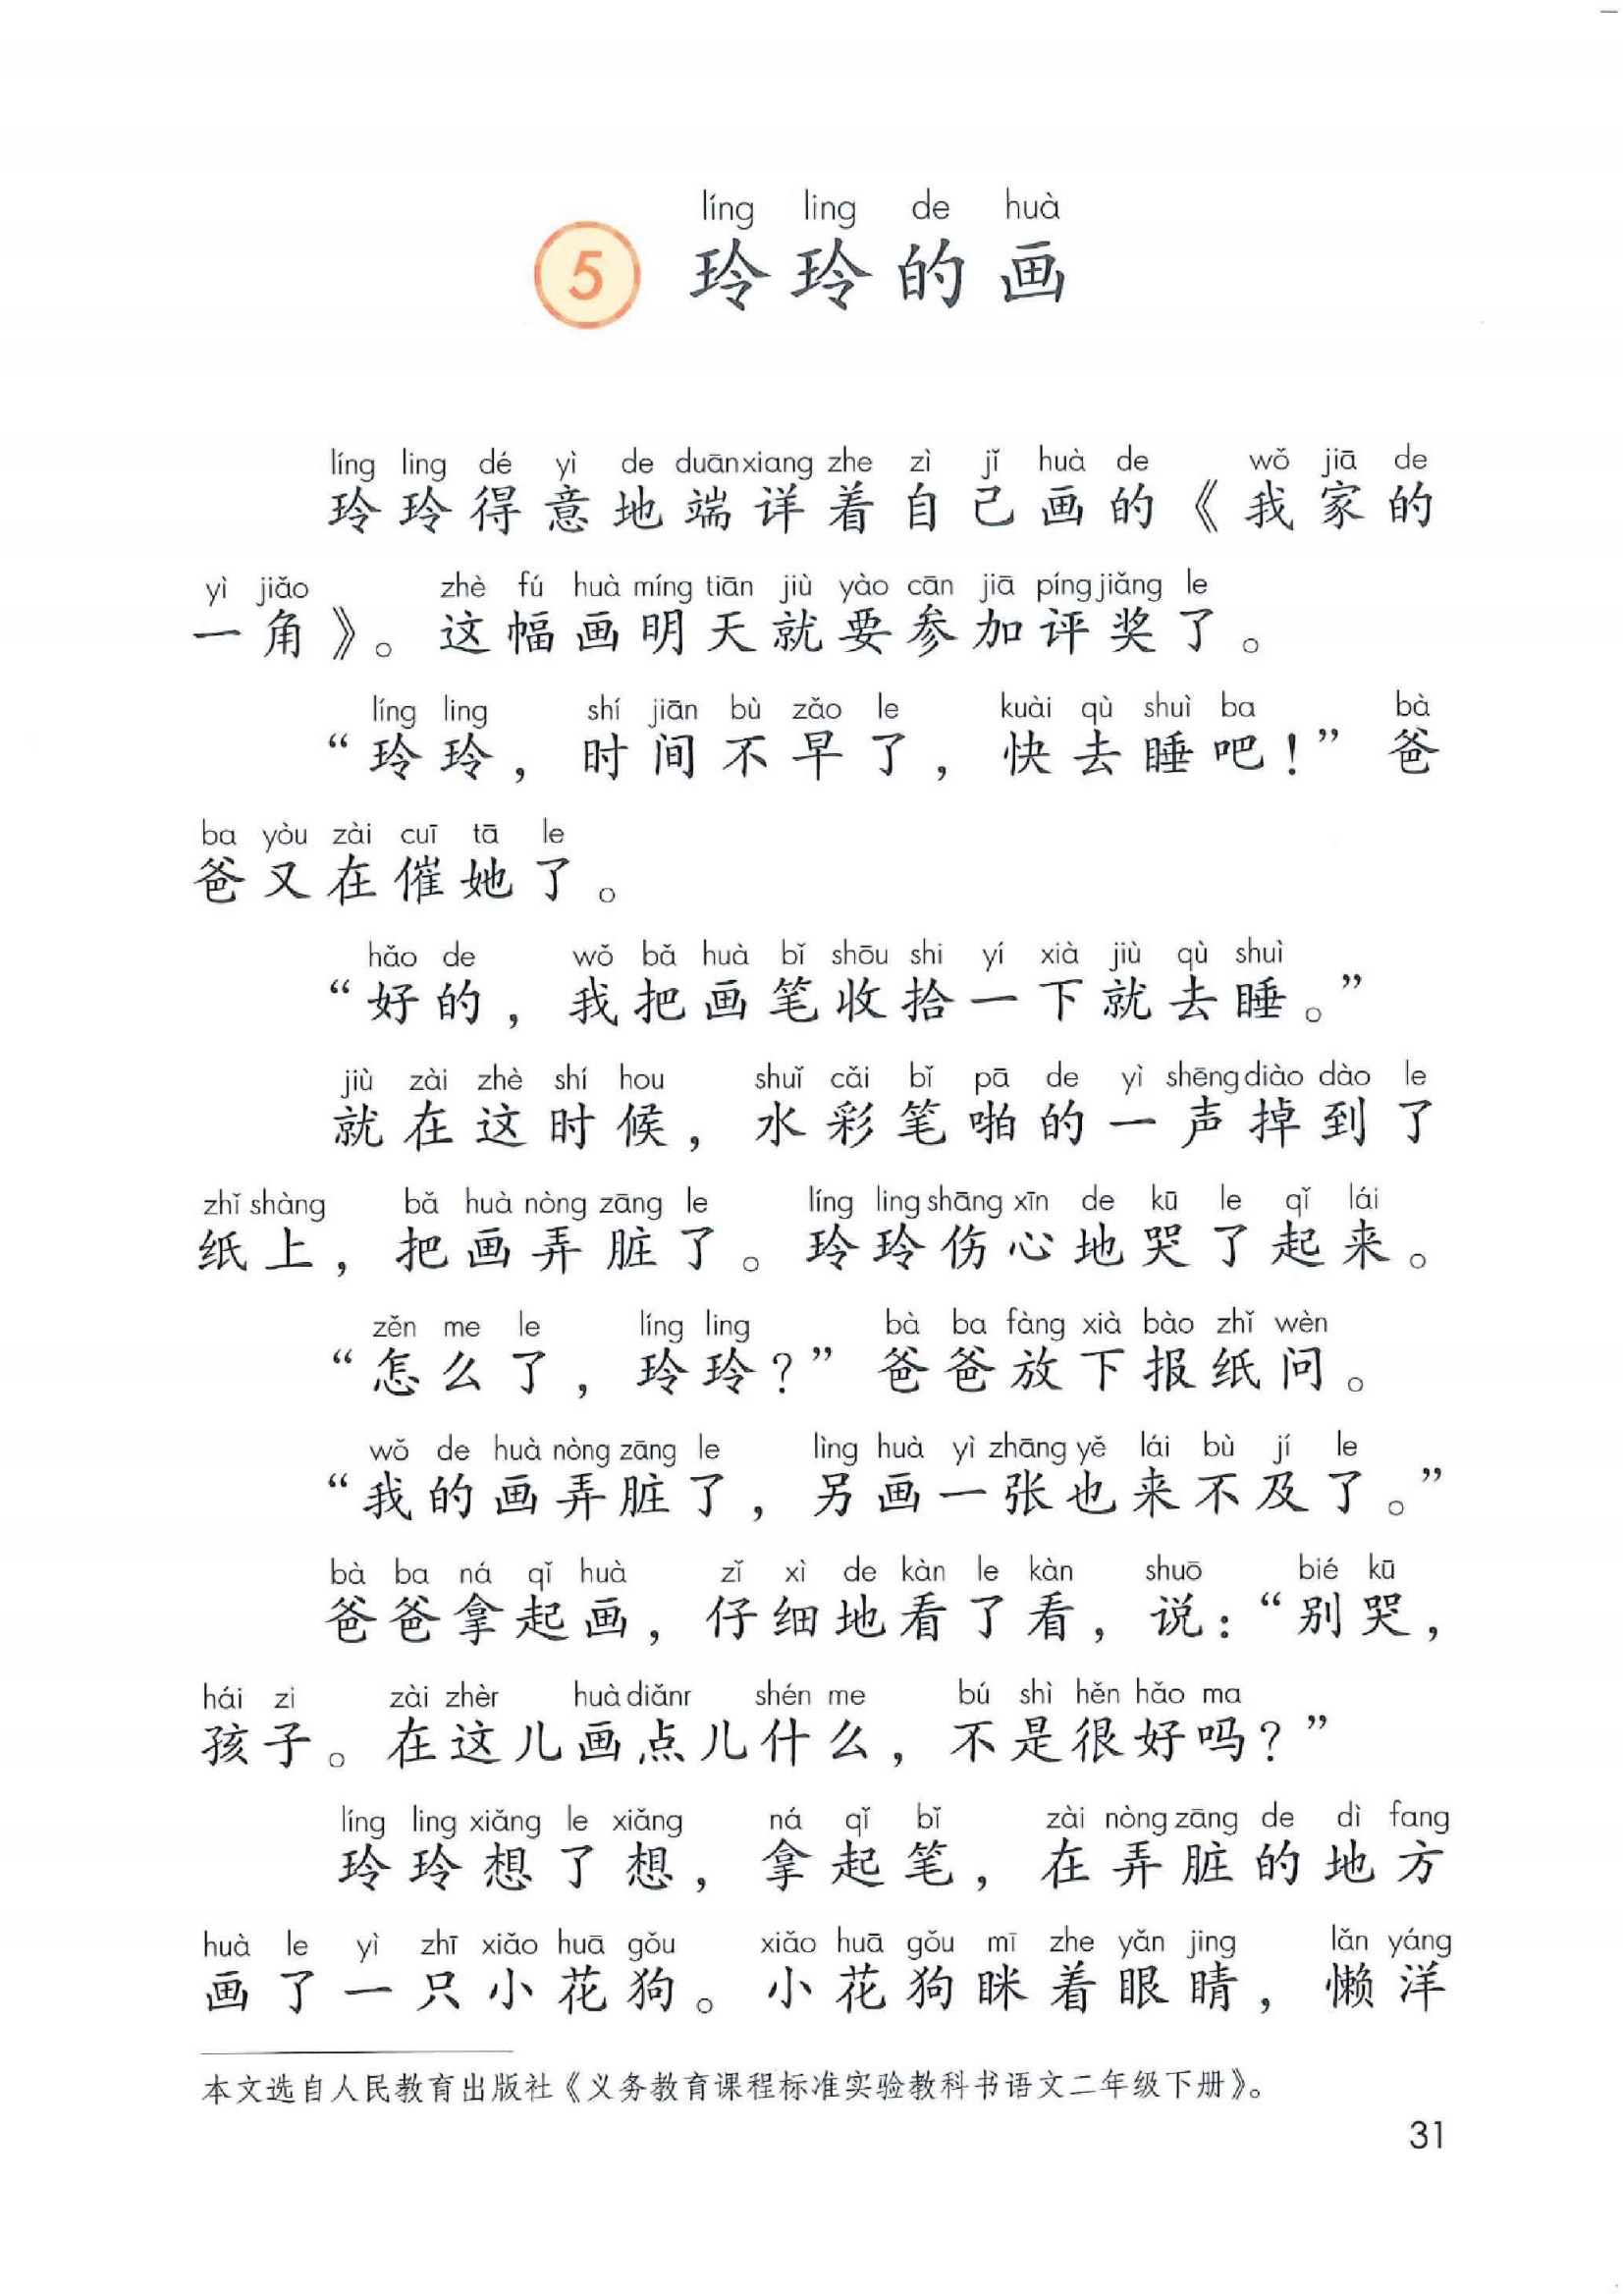 líng ling de huà
5 玲玲的画
líng ling dé yì de duānxiang zhe zì jǐ huà de wǒ jiā de
玲玲得意地端详着自己画的《我家的
yì jiǎo zhè fú huà míng tiān jiù yào cān jiā píng jiǎng le
一角》。这幅画明天就要参加评奖了。
líng ling shí jiān bù zǎo le kuài qù shuì ba bà
“玲玲，时间不早了，快去睡吧！”爸
ba yòu zài cuī tā le
爸又在催她了。
hǎo de wǒ bǎ huà bǐ shōu shi yí xià jiù qù shuì
“好的，我把画笔收拾一下就去睡。”
jiù zài zhè shí hou shuǐ cǎi bǐ pā de yì shēng diào dào le
就在这时候，水彩笔啪的一声掉到了
zhǐ shàng bǎ huà nòng zāng le líng ling shāng xīn de kū le qǐ lái
纸上，把画弄脏了。玲玲伤心地哭了起来。
zěn me le líng ling bà ba fàng xià bào zhǐ wèn
“怎么了，玲玲？”爸爸放下报纸问。
wǒ de huà nòng zāng le lìng huà yì zhāng yě lái bù jí le
“我的画弄脏了，另画一张也来不及了。”
bà ba ná qǐ huà zǐ xì de kàn le kàn shuō bié kū
爸爸拿起画，仔细地看了看，说：“别哭，
hái zi zài zhèr huà diǎnr shén me bú shì hěn hǎo ma
孩子。在这儿画点儿什么，不是很好吗？”
líng ling xiǎng le xiǎng ná qǐ bǐ zài nòng zāng de dì fang
玲玲想了想，拿起笔，在弄脏的地方
huà le yì zhī xiǎo huā gǒu xiǎo huā gǒu mī zhe yǎn jing lǎn yáng
画了一只小花狗。小花狗眯着眼睛，懒洋
本文选自人民教育出版社《义务教育课程标准实验教科书语文二年级下册》。
31